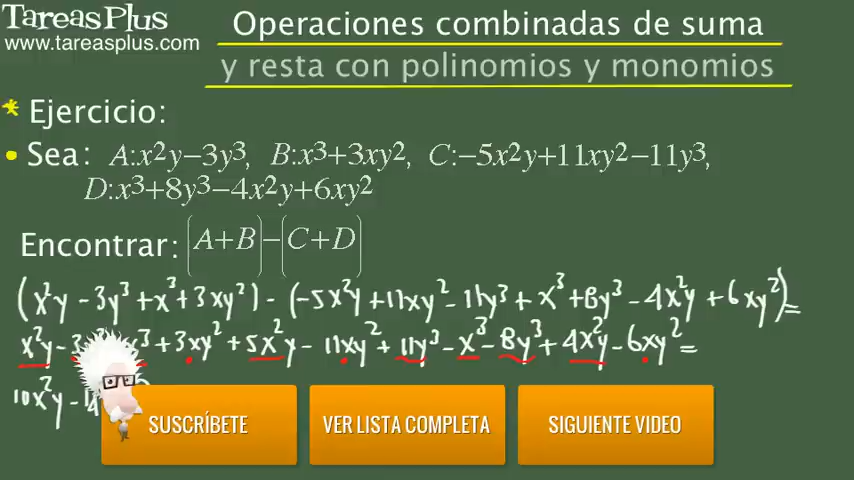 TareasPlus
www.tareasplus.com
Operaciones combinadas de suma
y resta con polinomios y monomios
* Ejercicio:
• Sea: A:x²y−3y³, B:x³+3xy², C:−5x²y+11xy²−11y³,
D:x³+8y³−4x²y+6xy²
Encontrar: (A+B)−(C+D)
(x²y − 3y³ + x³ + 3xy²) − (−5x²y + 11xy² − 11y³ + x³ + 8y³ − 4x²y + 6xy²) =
x²y − 3 + 3xy² + 5x²y − 11xy² + 11y³ − x³ − 8y³ + 4x²y − 6xy² =
10x²y −
SUSCRÍBETE
VER LISTA COMPLETA
SIGUIENTE VIDEO